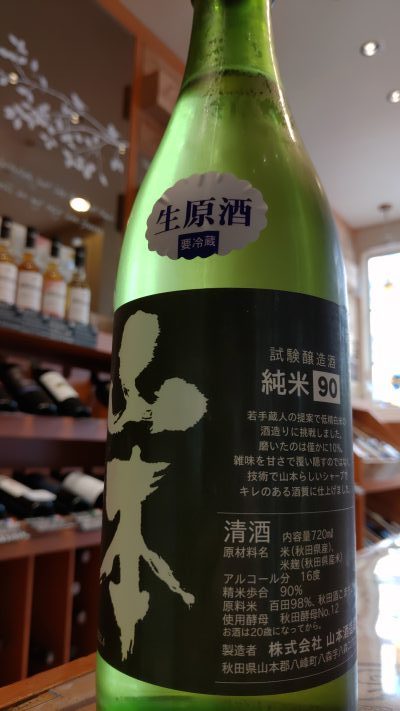 生原酒
要冷蔵
山本
試験醸造酒
純米 90
若手蔵人の提案で低精白米の
酒造りに挑戦しました。
磨いたのは僅かに10%。
雑味を甘さで覆い隠すのではなく
技術で山本らしいシャープで
キレのある酒質に仕上げました。
清酒 内容量720ml
原材料名 米(秋田県産)、
米麹(秋田県産米)
アルコール分 16度
精米歩合 90%
原料米 百田98%、秋田酒こまち
使用酵母 秋田酵母No.12
お酒は20歳になってから。
製造者 株式会社 山本酒造
秋田県山本郡八峰町八森字八森